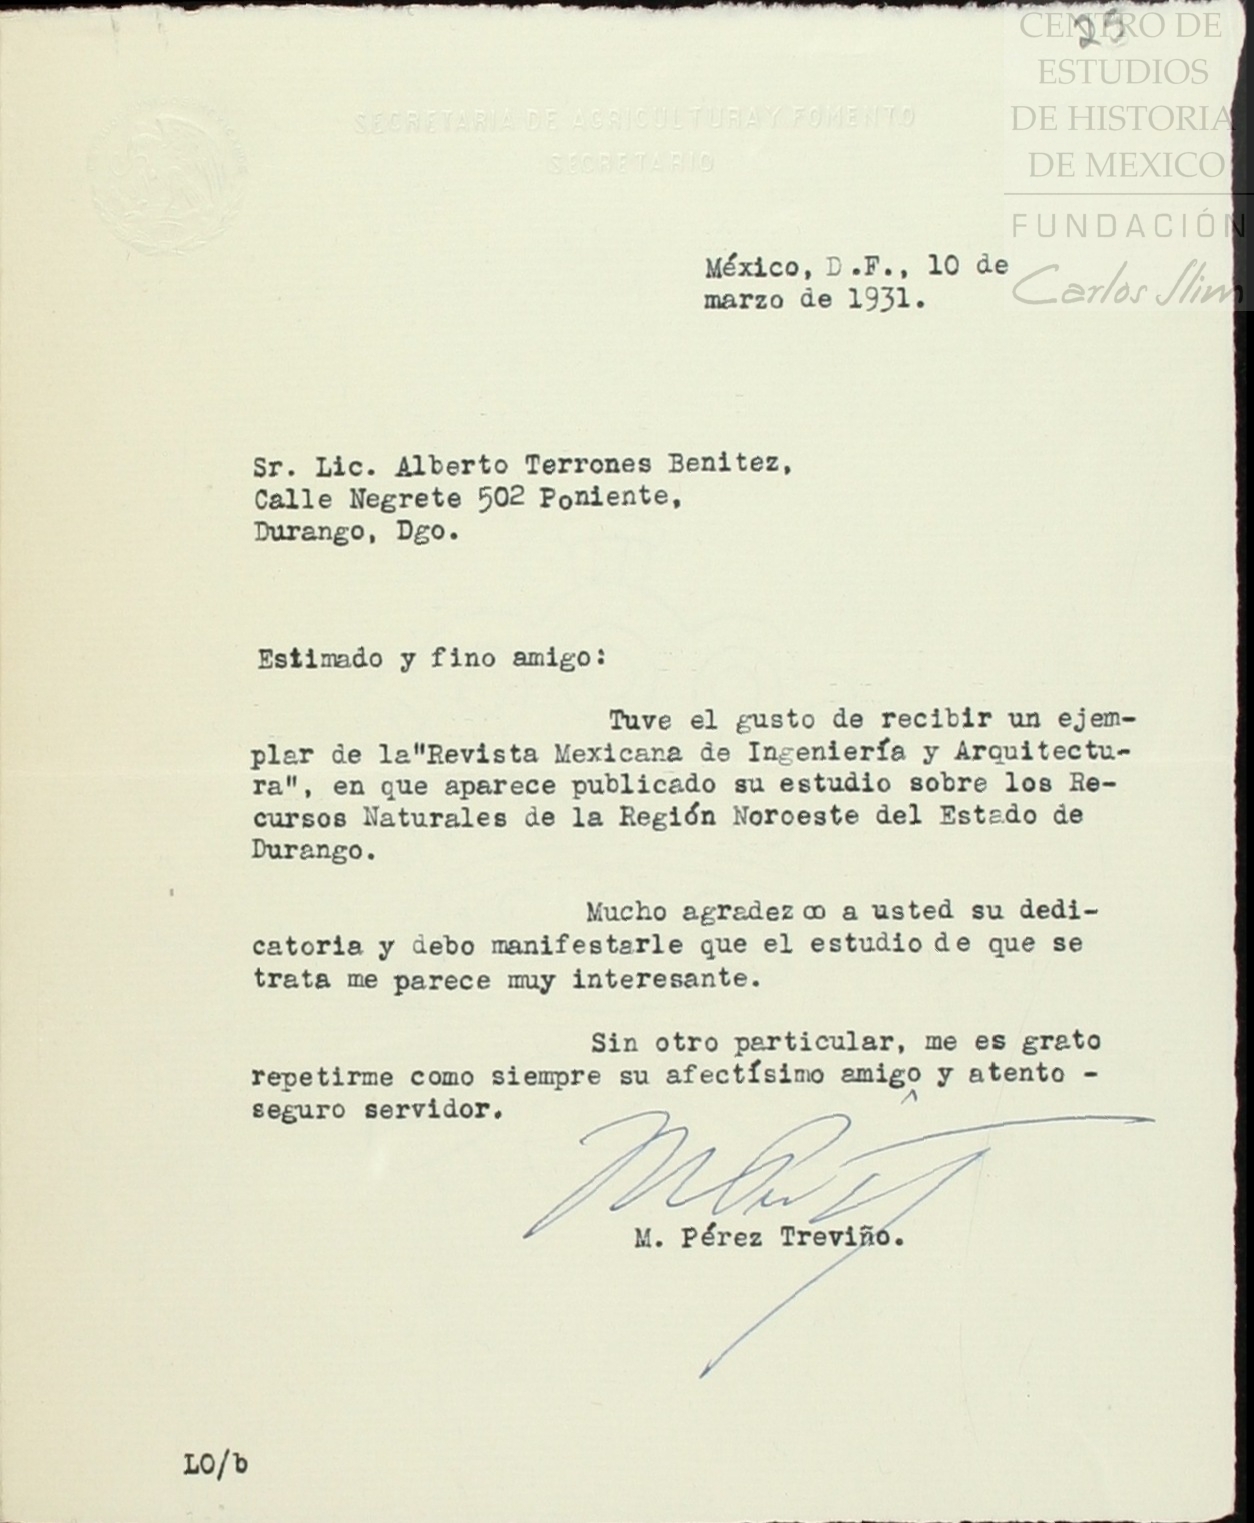 25
CENTRO DE
ESTUDIOS
DE HISTORIA
DE MEXICO
FUNDACIÓN
Carlos Slim
SECRETARIA DE AGRICULTURA Y FOMENTO
SECRETARIO
México, D.F., 10 de
marzo de 1931.
Sr. Lic. Alberto Terrones Benitez,
Calle Negrete 502 Poniente,
Durango, Dgo.
Estimado y fino amigo:
Tuve el gusto de recibir un ejem-
plar de la"Revista Mexicana de Ingeniería y Arquitectu-
ra", en que aparece publicado su estudio sobre los Re-
cursos Naturales de la Región Noroeste del Estado de
Durango.
Mucho agradezco a usted su dedi-
catoria y debo manifestarle que el estudio de que se
trata me parece muy interesante.
Sin otro particular, me es grato
repetirme como siempre su afectísimo amigo y atento -
seguro servidor.
M. Pérez Treviño.
LO/b